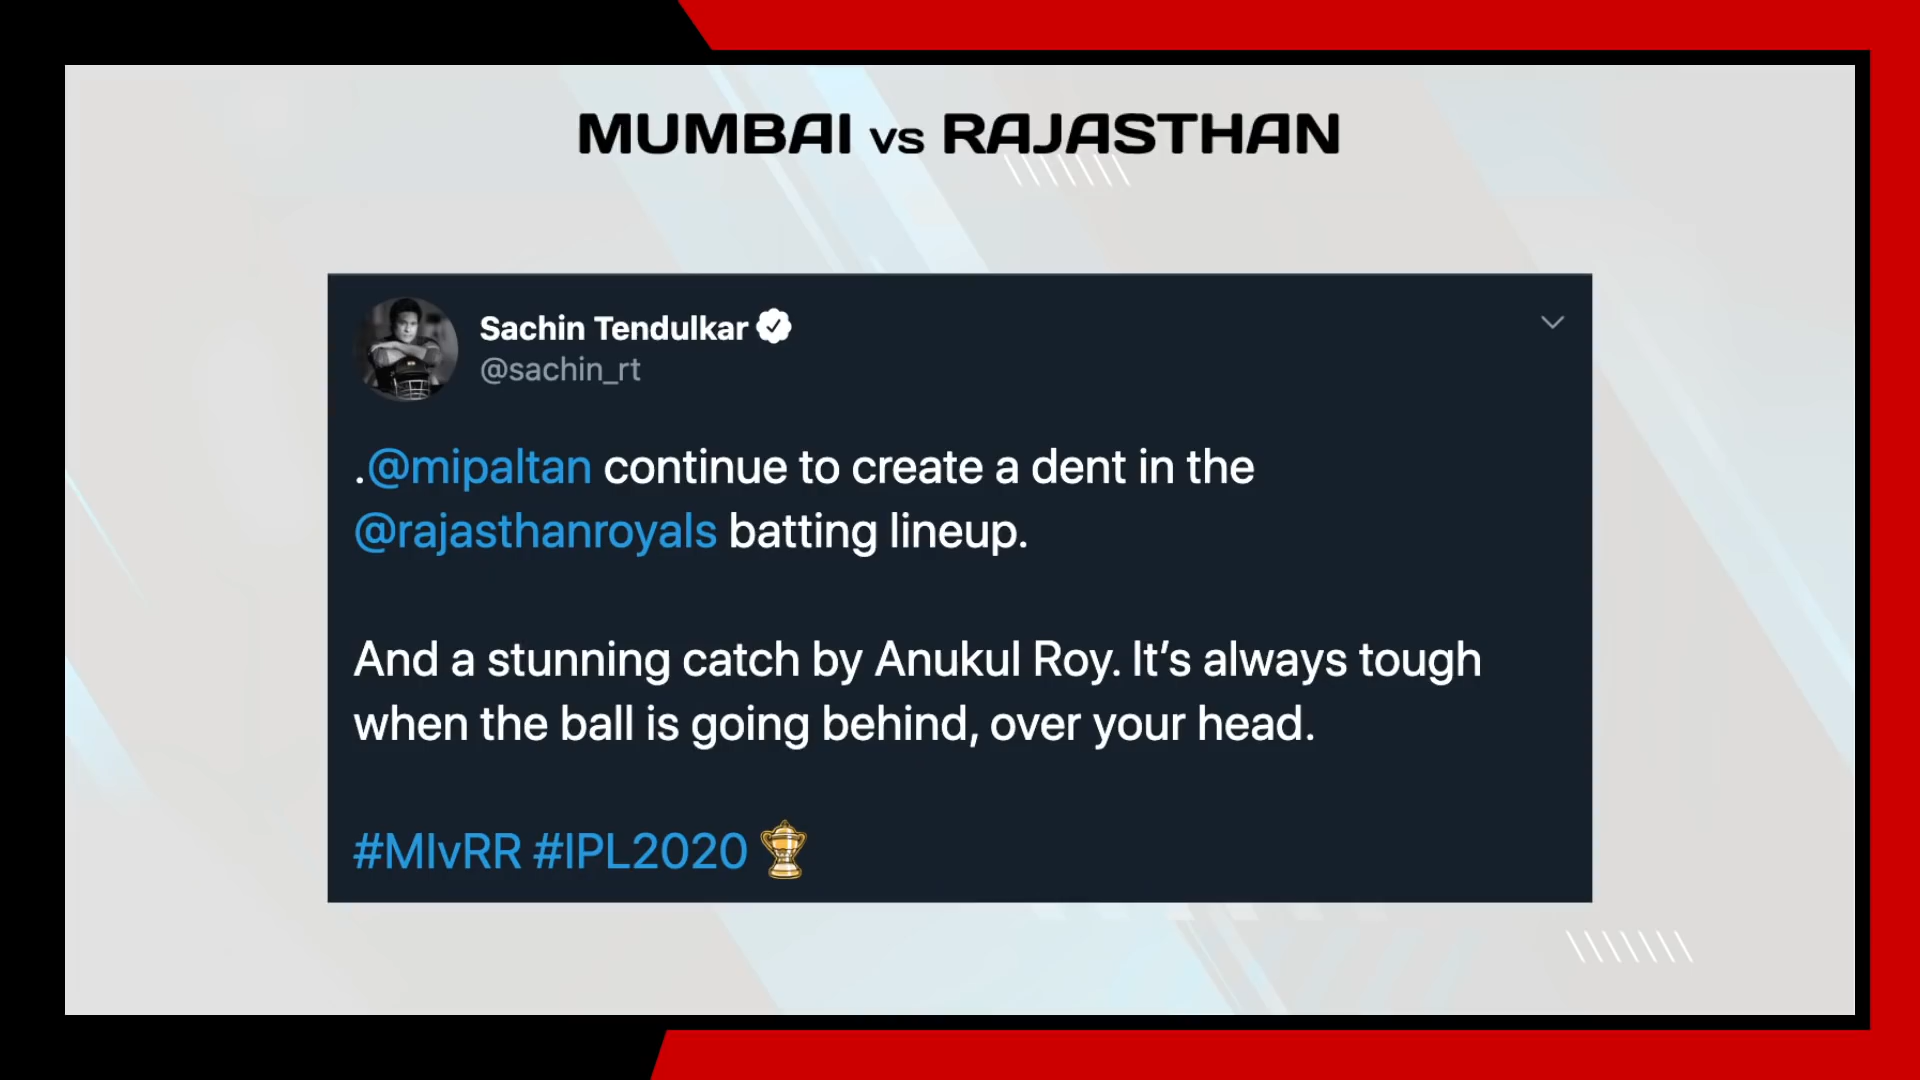 MUMBAI vs RAJASTHAN
Sachin Tendulkar
@sachin_rt
.@mipaltan continue to create a dent in the
@rajasthanroyals batting lineup.
And a stunning catch by Anukul Roy. It’s always tough
when the ball is going behind, over your head.
#MIvRR #IPL2020